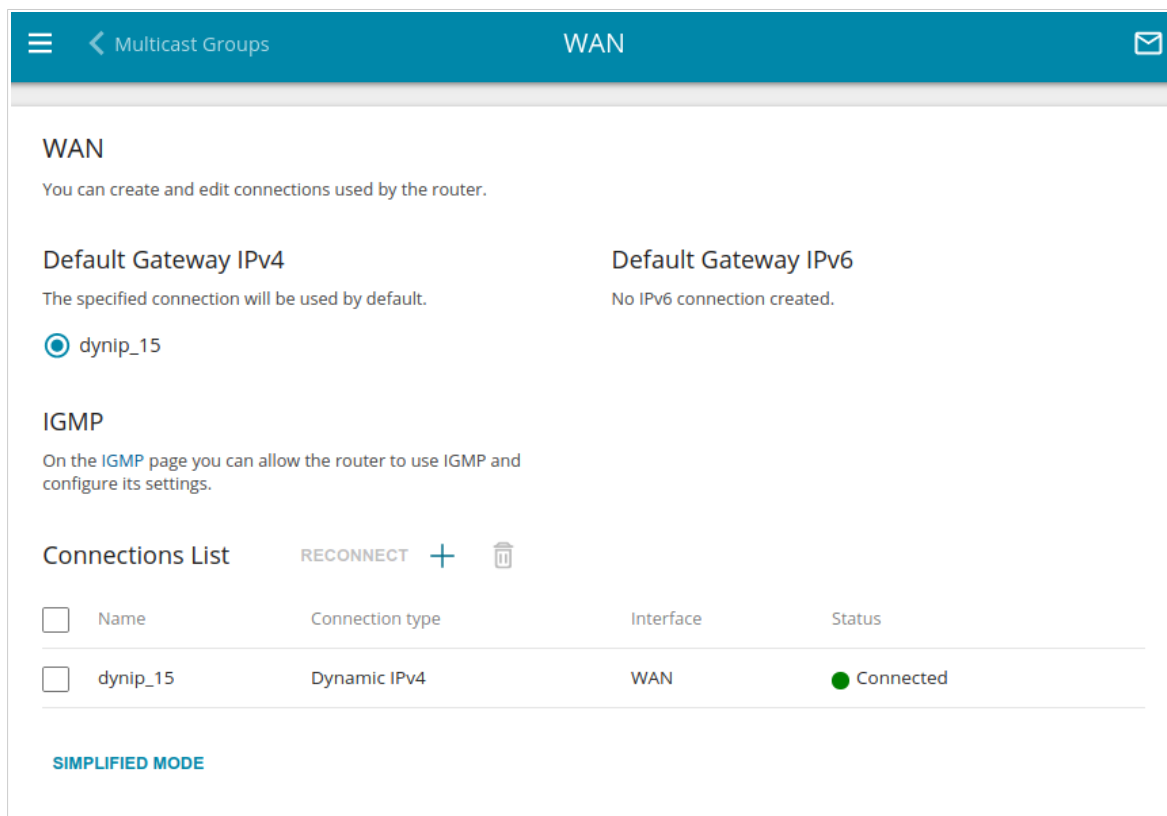 Multicast Groups
WAN
WAN
You can create and edit connections used by the router.
Default Gateway IPv4
The specified connection will be used by default.
dynip_15
Default Gateway IPv6
No IPv6 connection created.
IGMP
On the IGMP page you can allow the router to use IGMP and
configure its settings.
Connections List RECONNECT
Name Connection type Interface Status
dynip_15 Dynamic IPv4 WAN Connected
SIMPLIFIED MODE